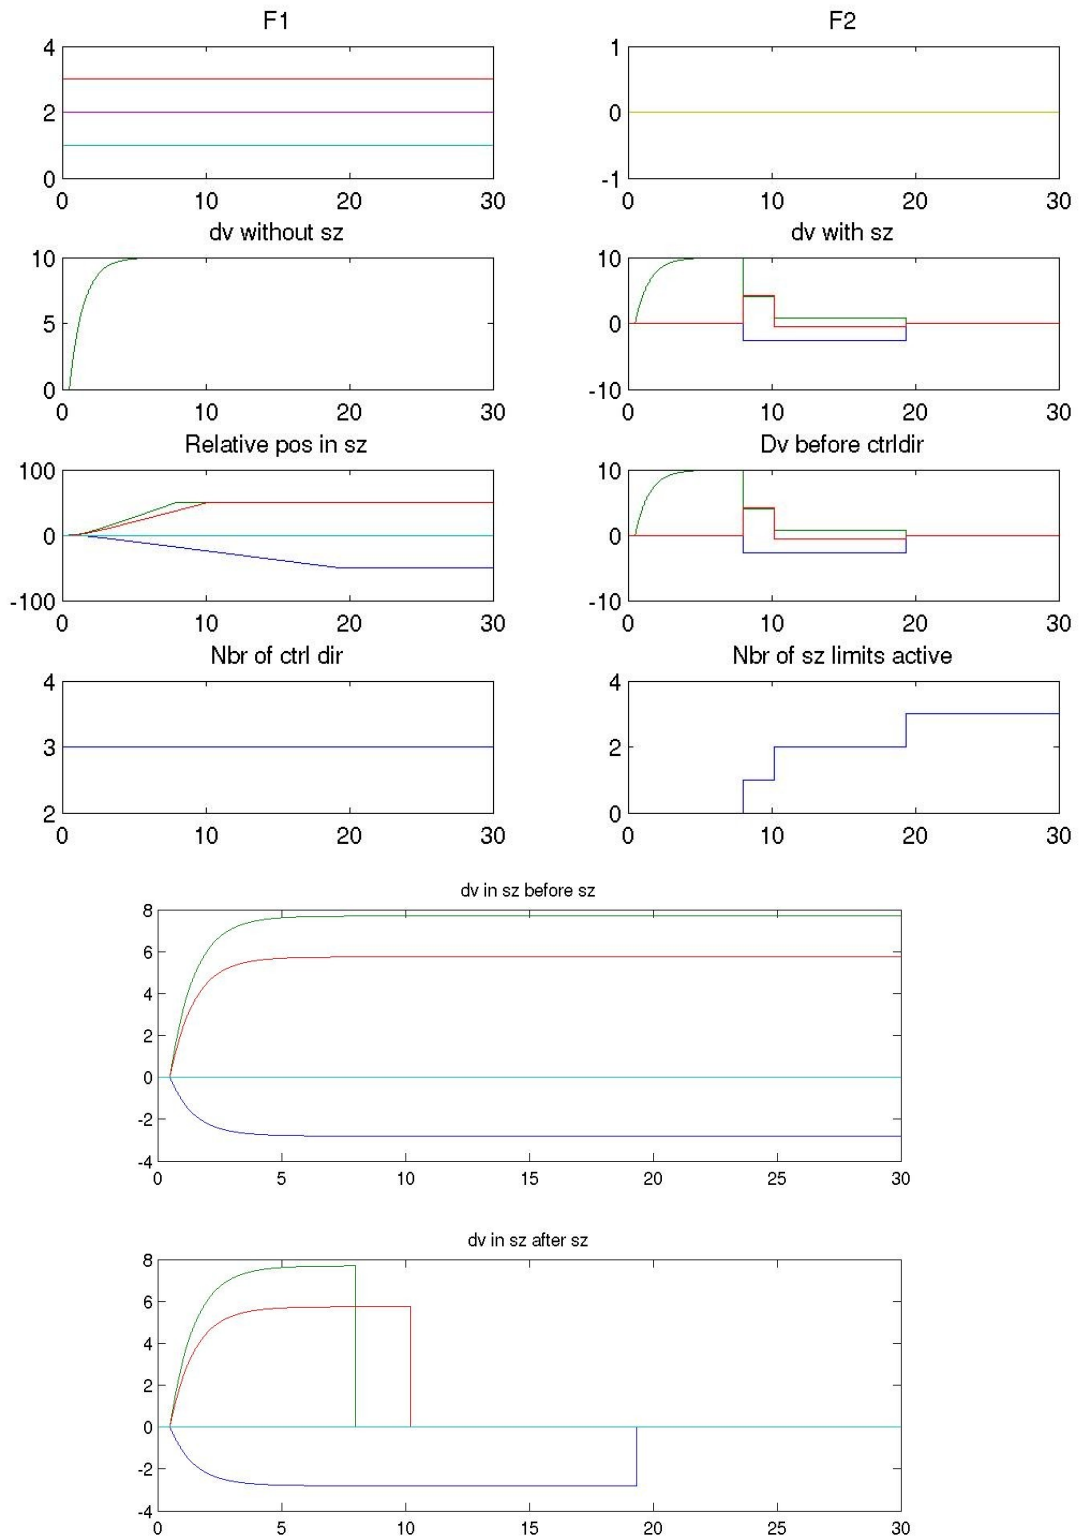 F1
4
2
0
0 10 20 30
F2
1
0
-1
0 10 20 30
dv without sz
10
5
0
0 10 20 30
dv with sz
10
0
-10
0 10 20 30
Relative pos in sz
100
0
-100
0 10 20 30
Dv before ctrldir
10
0
-10
0 10 20 30
Nbr of ctrl dir
4
3
2
0 10 20 30
Nbr of sz limits active
4
2
0
0 10 20 30
dv in sz before sz
8
6
4
2
0
-2
-4
0 5 10 15 20 25 30
dv in sz after sz
8
6
4
2
0
-2
-4
0 5 10 15 20 25 30